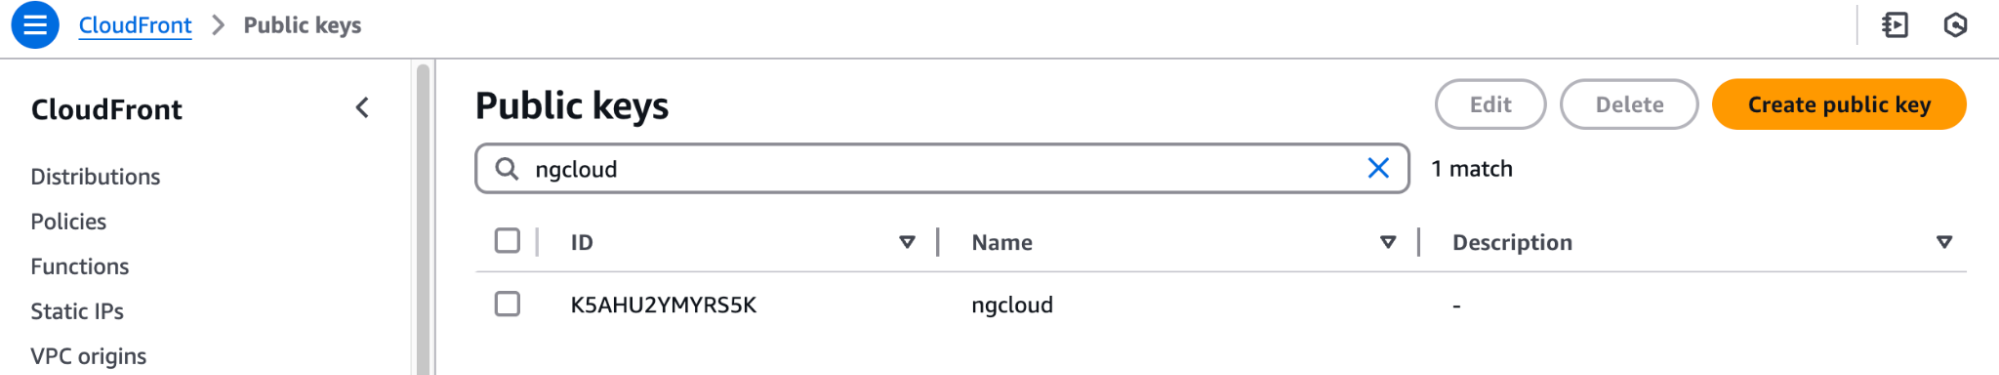 CloudFront > Public keys
CloudFront
Distributions
Policies
Functions
Static IPs
VPC origins
Public keys
Edit
Delete
Create public key
ngcloud
1 match
ID Name Description
K5AHU2YMYRS5K ngcloud -